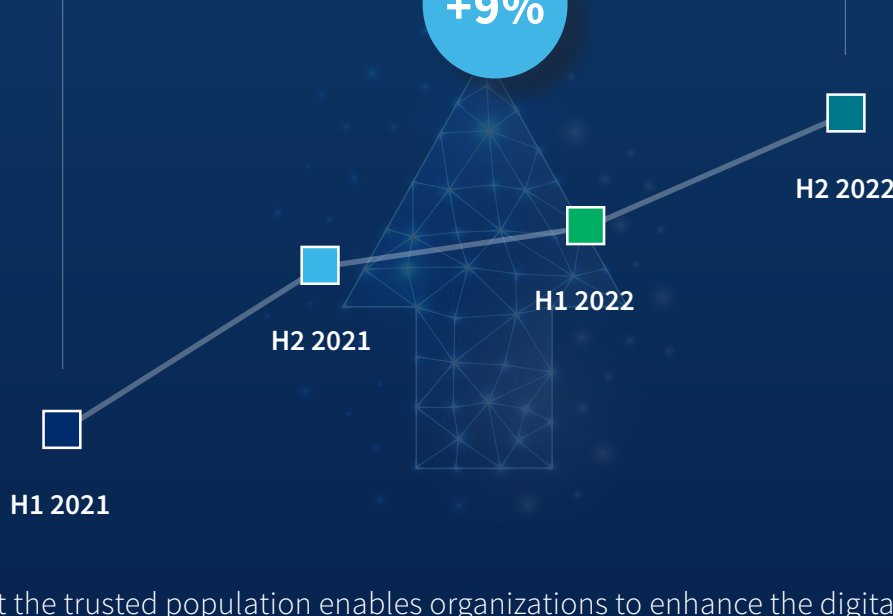 +9%
H2 2022
H1 2022
H2 2021
H1 2021
t the trusted population enables organizations to enhance the digita